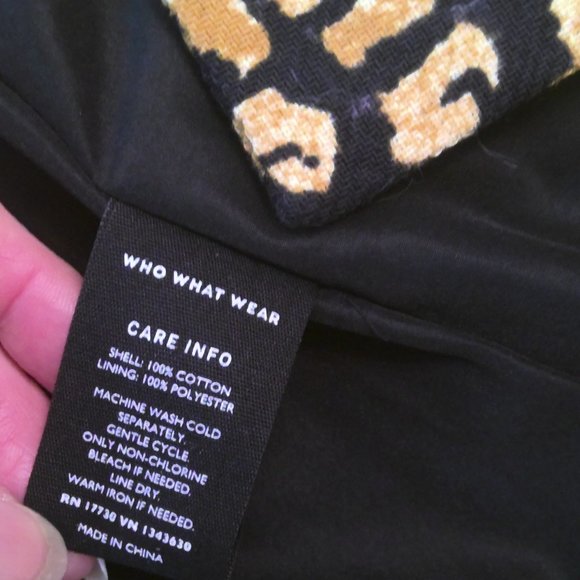 WHO WHAT WEAR
CARE INFO
SHELL: 100% COTTON
LINING: 100% POLYESTER
MACHINE WASH COLD
SEPARATELY.
GENTLE CYCLE.
ONLY NON-CHLORINE
BLEACH IF NEEDED.
LINE DRY.
WARM IRON IF NEEDED.
RN 17730 VN 1343630
MADE IN CHINA